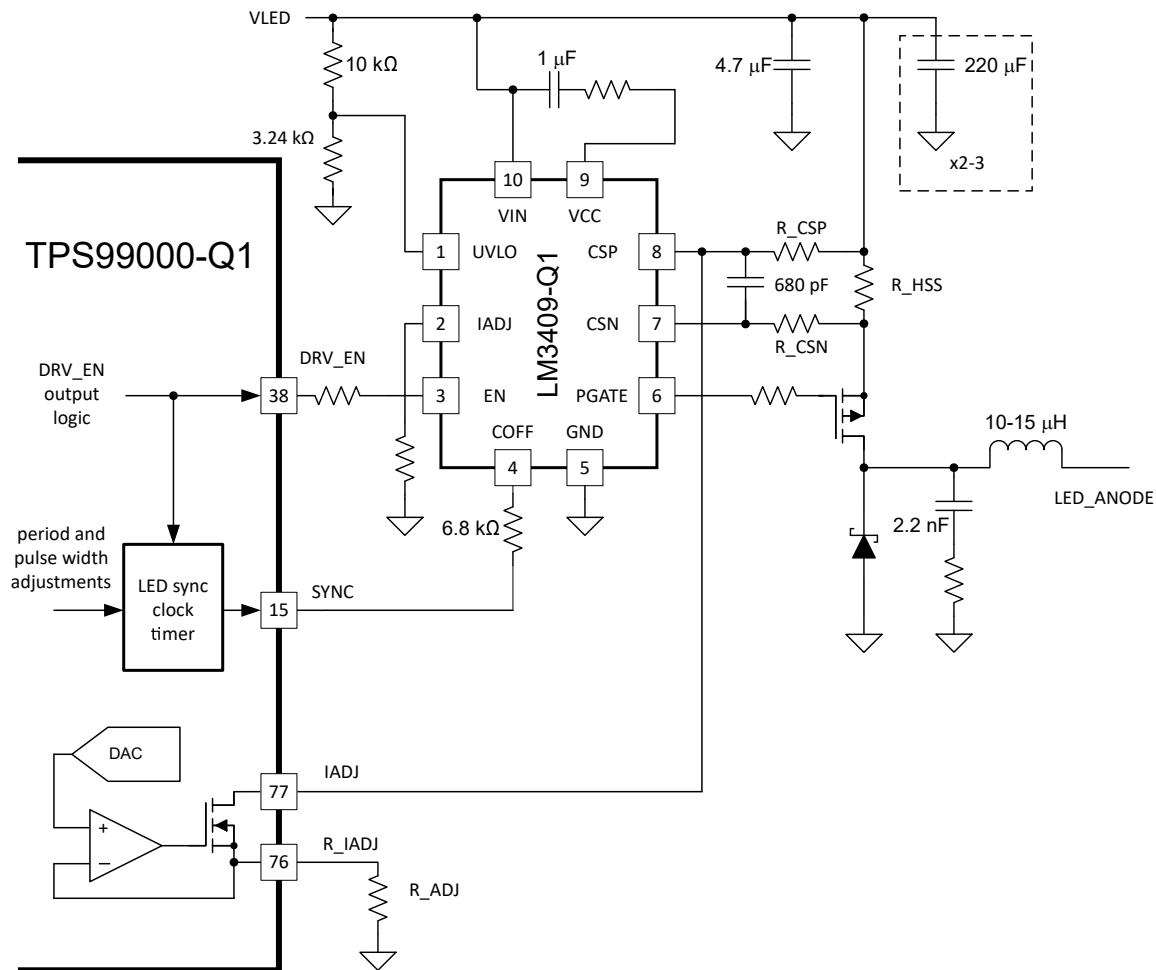 VLED
10 kΩ
1 μF
4.7 μF
220 μF
3.24 kΩ
x2-3
10
9
VIN
VCC
TPS99000-Q1
R_CSP
1
UVLO
CSP
8
LM3409-Q1
680 pF
R_HSS
2
IADJ
CSN
7
R_CSN
DRV_EN
DRV_EN
output
logic
38
3
EN
PGATE
6
COFF
GND
10-15 μH
4
5
LED_ANODE
6.8 kΩ
2.2 nF
period and
pulse width
adjustments
LED sync
clock
timer
SYNC
15
DAC
IADJ
77
+
−
R_IADJ
76
R_ADJ